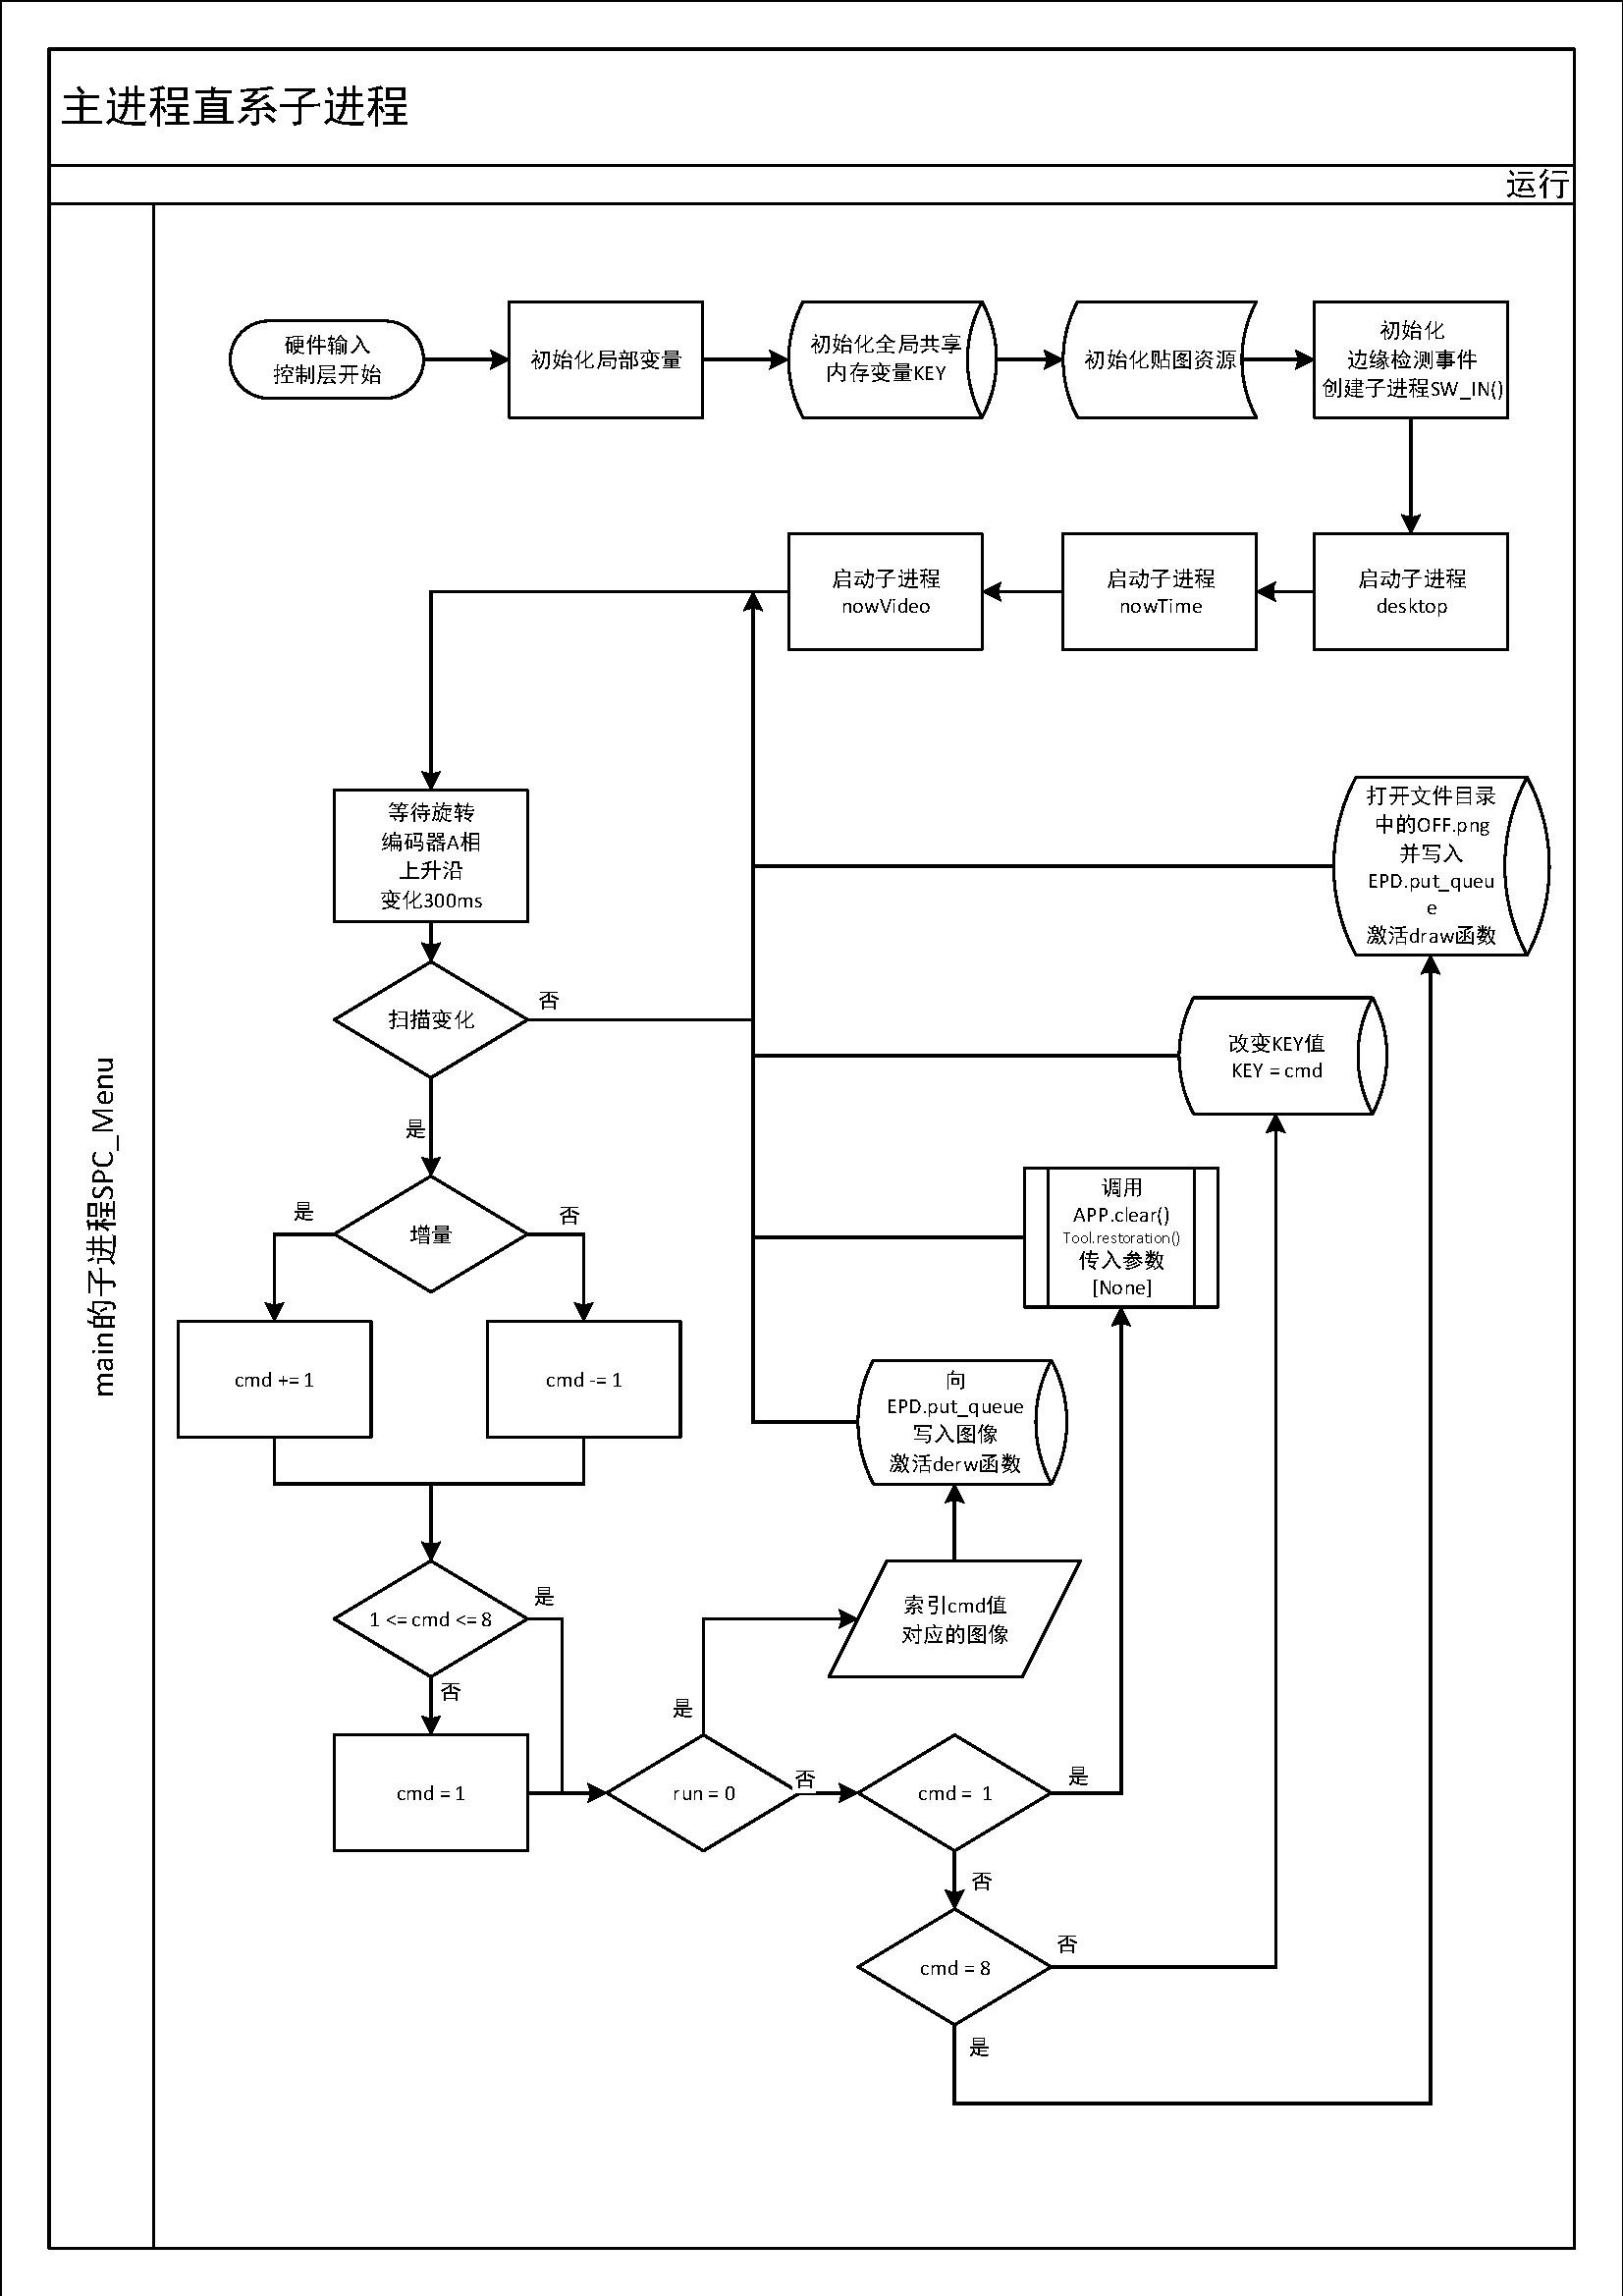 主进程直系子进程
运行
main的子进程SPC_Menu
硬件输入
控制层开始
初始化局部变量
初始化全局共享
内存变量KEY
初始化贴图资源
初始化
边缘检测事件
创建子进程SW_IN()
启动子进程
nowVideo
启动子进程
nowTime
启动子进程
desktop
等待旋转
编码器A相
上升沿
变化300ms
打开文件目录
中的OFF.png
并写入
EPD.put_queu
e
激活draw函数
扫描变化
否
改变KEY值
KEY = cmd
是
调用
APP.clear()
Tool.restoration()
传入参数
[None]
是
增量
否
cmd += 1
cmd -= 1
向
EPD.put_queue
写入图像
激活derw函数
1 <= cmd <= 8
是
索引cmd值
对应的图像
否
是
cmd = 1
run = 0
否
cmd =  1
是
否
cmd = 8
否
是